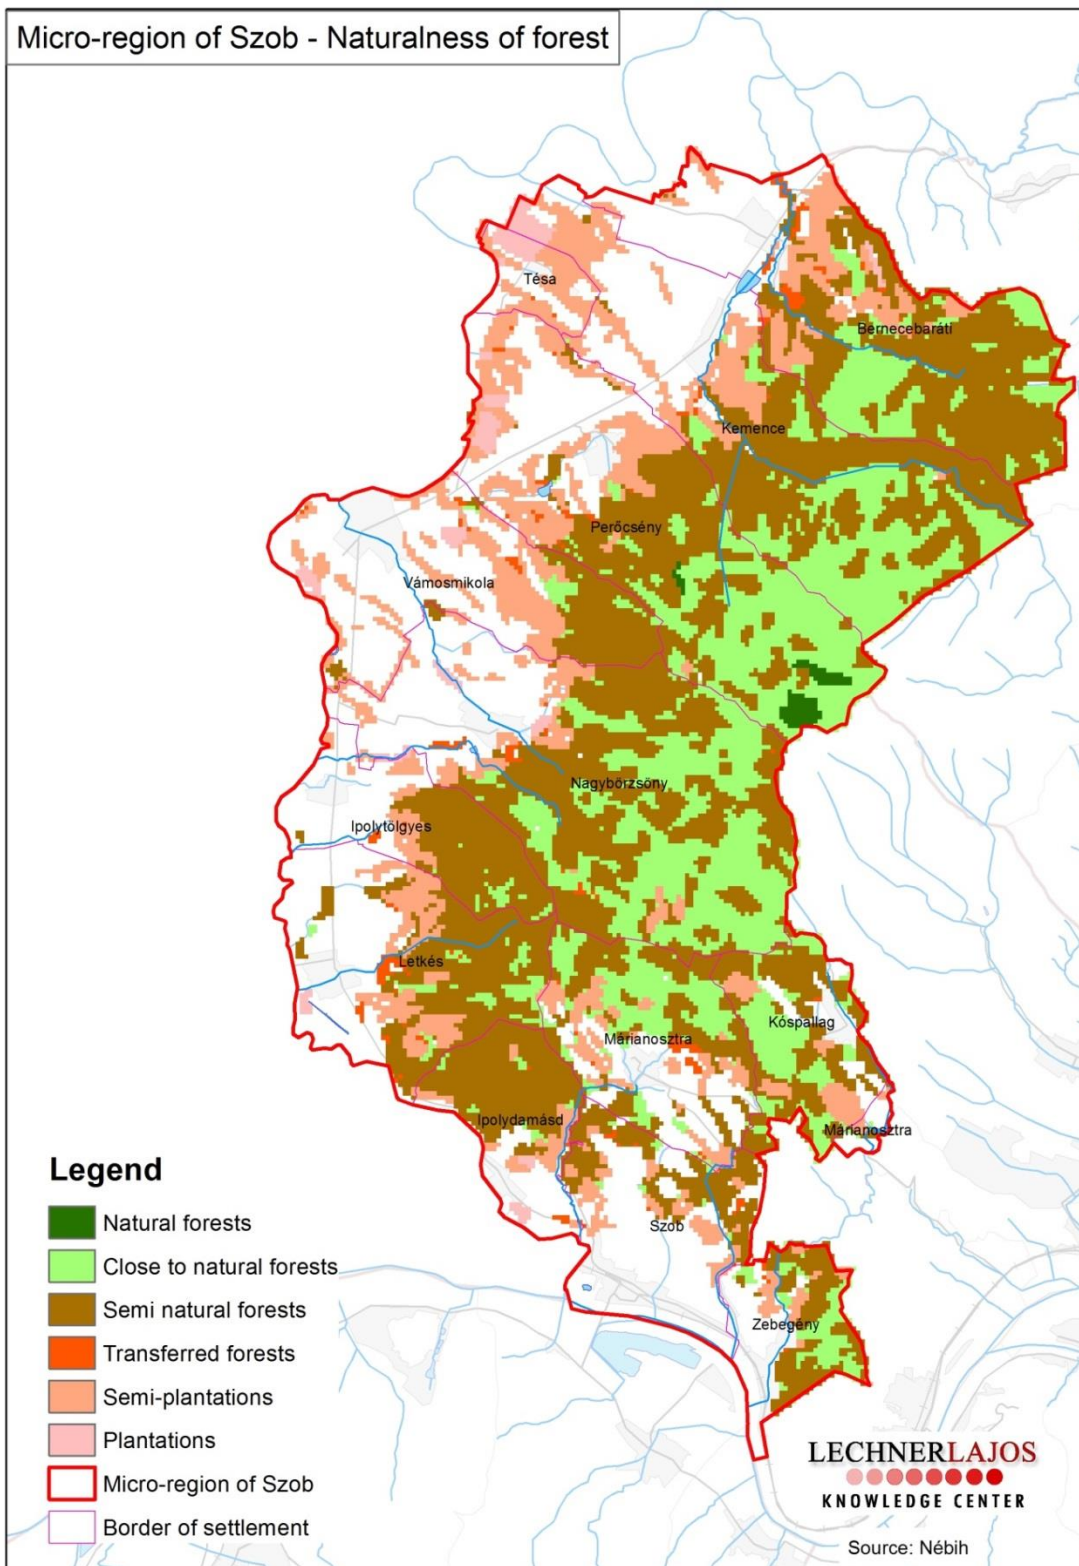 Micro-region of Szob - Naturalness of forest
Tésa
Bernecebaráti
Kemence
Perőcsény
Vámosmikola
Nagybörzsöny
Ipolytölgyes
Letkés
Kóspallag
Márianosztra
Ipolydamásd
Márianosztra
Szob
Zebegény
Legend
Natural forests
Close to natural forests
Semi natural forests
Transferred forests
Semi-plantations
Plantations
Micro-region of Szob
Border of settlement
LECHNERLAJOS
KNOWLEDGE CENTER
Source: Nébih